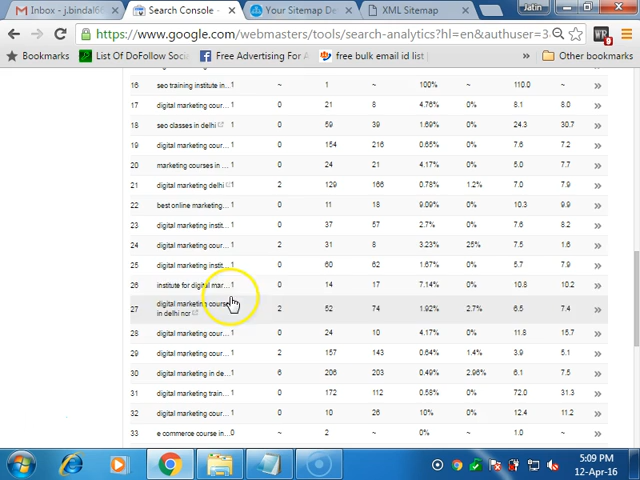 Inbox - j.bindal66
Search Console -
Your Sitemap De
XML Sitemap
Jatin
https://www.google.com/webmasters/tools/search-analytics?hl=en&authuser=3
Bookmarks
List Of DoFollow Soc
Free Advertising For
free bulk email id list
Other bookmarks
16 seo training institute in... 1 ~ 1 ~ 100% ~ 110.0 ~ »
17 digital marketing cour... 1 0 21 8 4.76% 0% 8.1 8.0 »
18 seo classes in delhi 1 0 59 39 1.69% 0% 24.3 30.7 »
19 digital marketing cour... 1 0 154 216 0.65% 0% 7.6 7.2 »
20 marketing courses in ... 1 0 24 21 4.17% 0% 5.0 7.7 »
21 digital marketing delhi 1 2 129 166 0.78% 1.2% 7.0 7.9 »
22 best online marketing... 1 0 11 18 9.09% 0% 10.3 9.9 »
23 digital marketing instit... 1 0 37 57 2.7% 0% 7.6 8.2 »
24 digital marketing cour... 1 2 31 8 3.23% 25% 7.5 1.6 »
25 digital marketing instit... 1 0 60 62 1.67% 0% 5.7 7.9 »
26 institute for digital mar... 1 0 14 17 7.14% 0% 10.8 10.2 »
27 digital marketing course in delhi ncr 2 52 74 1.92% 2.7% 6.5 7.4 »
28 digital marketing cour... 1 0 24 10 4.17% 0% 11.8 15.7 »
29 digital marketing cour... 1 2 157 143 0.64% 1.4% 3.9 5.1 »
30 digital marketing in de... 1 6 206 203 0.49% 2.96% 6.1 7.5 »
31 digital marketing train... 1 0 172 112 0.58% 0% 72.0 31.3 »
32 digital marketing cour... 1 0 10 26 10% 0% 12.4 11.2 »
33 e commerce course in... 0 ~ 2 ~ 0% ~ 1.0 ~ »
5:09 PM
12-Apr-16